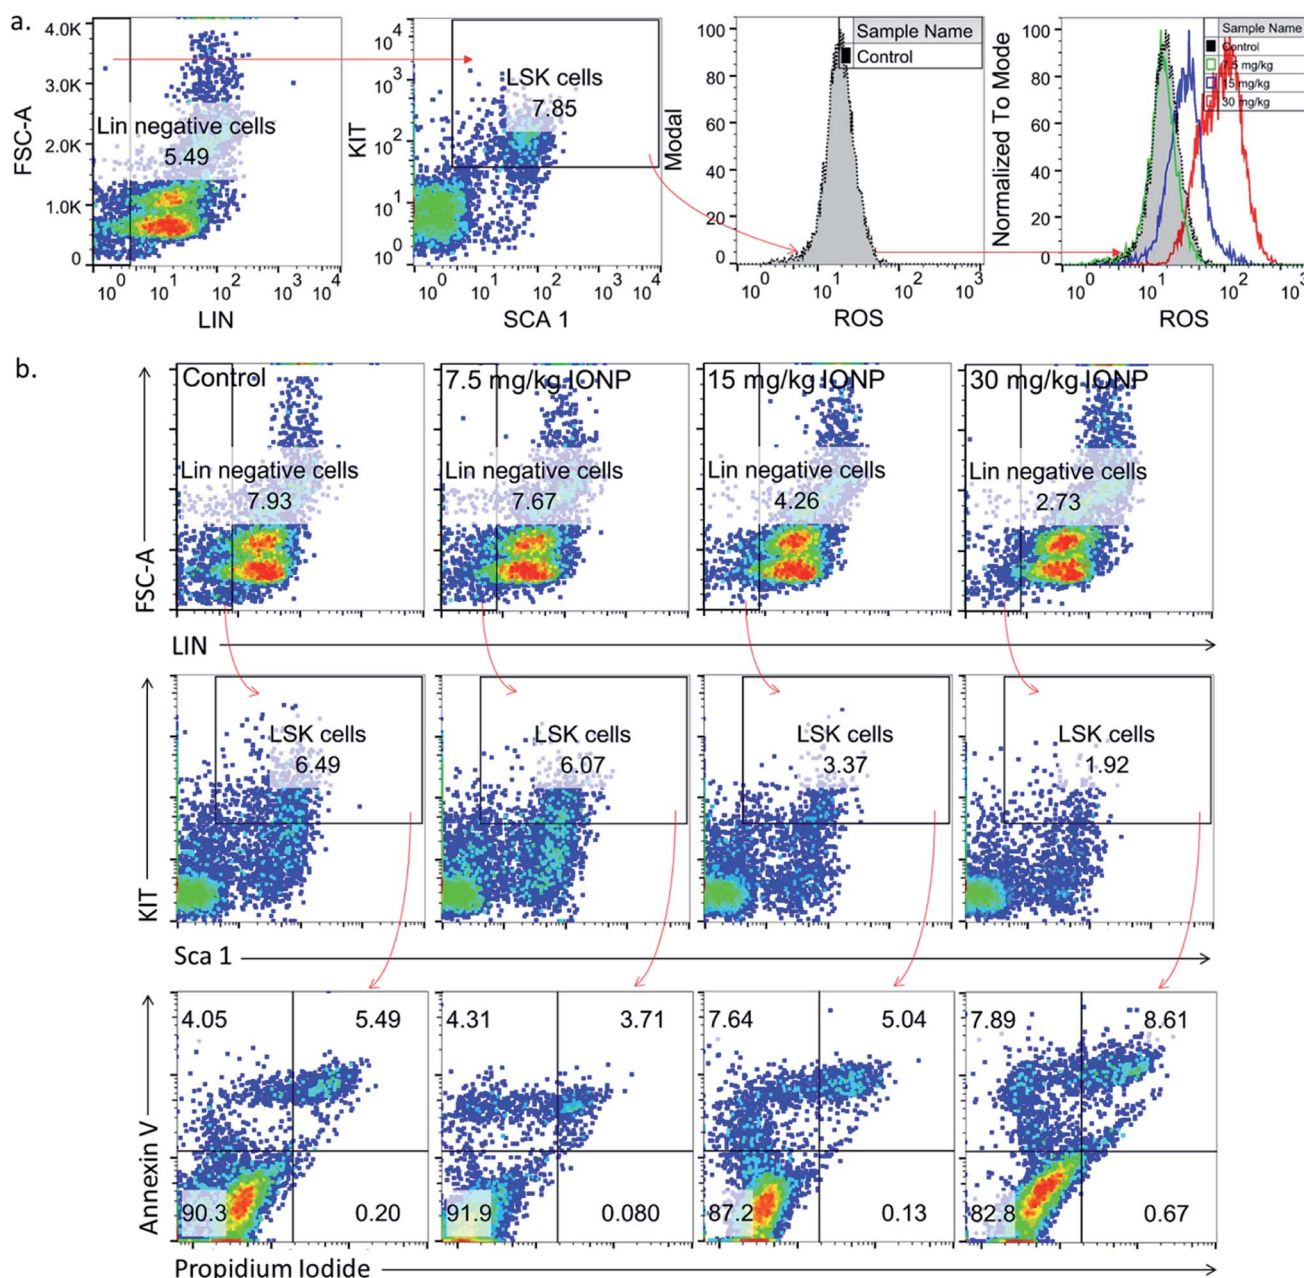 a.
4.0K
3.0K
2.0K
1.0K
0
FSC-A
Lin negative cells
5.49
10^0 10^1 10^2 10^3 10^4
LIN
KIT
10^4
10^3
10^2
10^1
10^0
LSK cells
7.85
10^0 10^1 10^2 10^3 10^4
SCA 1
Modal
100
80
60
40
20
0
Sample Name
Control
10^0 10^1 10^2 10^3
ROS
Normalized To Mode
100
80
60
40
20
0
Sample Name
Control
7.5 mg/kg
15 mg/kg
30 mg/kg
10^0 10^1 10^2 10^3
ROS
b.
FSC-A
Control
Lin negative cells
7.93
7.5 mg/kg IONP
Lin negative cells
7.67
15 mg/kg IONP
Lin negative cells
4.26
30 mg/kg IONP
Lin negative cells
2.73
LIN
KIT
LSK cells
6.49
LSK cells
6.07
LSK cells
3.37
LSK cells
1.92
Sca 1
Annexin V
4.05 5.49
90.3 0.20
4.31 3.71
91.9 0.080
7.64 5.04
87.2 0.13
7.89 8.61
82.8 0.67
Propidium Iodide